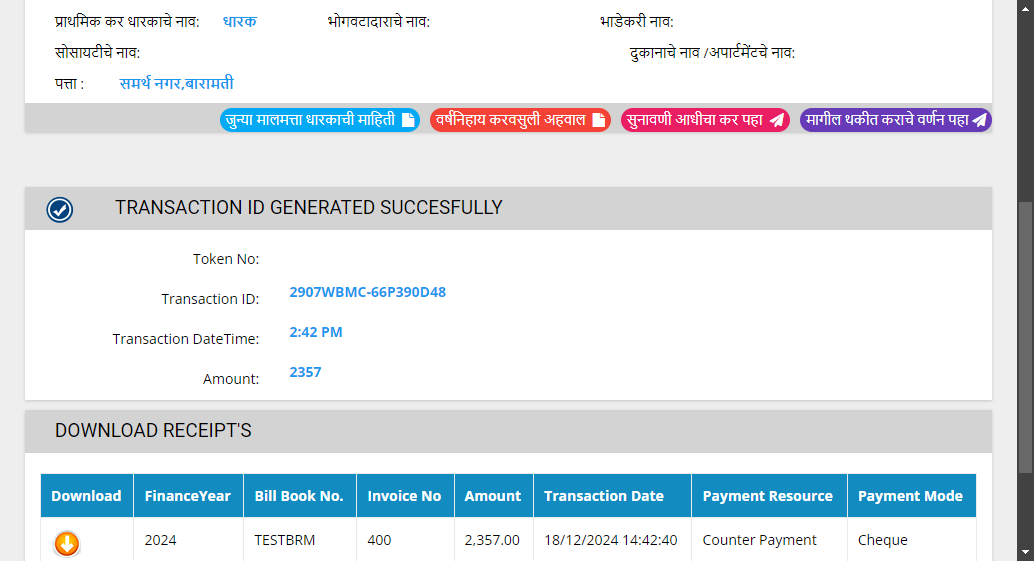 प्राथमिक कर धारकाचे नाव: धारक भोगवटादाराचे नाव: भाडेकरी नाव:
सोसायटीचे नाव: दुकानाचे नाव /अपार्टमेंटचे नाव:
पत्ता : समर्थ नगर,बारामती
जुन्या मालमत्ता धारकाची माहिती वर्षनिहाय करवसुली अहवाल सुनावणी आधीचा कर पहा मागील थकीत कराचे वर्णन पहा
TRANSACTION ID GENERATED SUCCESFULLY
Token No:
Transaction ID: 2907WBMC-66P390D48
Transaction DateTime: 2:42 PM
Amount: 2357
DOWNLOAD RECEIPT'S
Download FinanceYear Bill Book No. Invoice No Amount Transaction Date Payment Resource Payment Mode
2024 TESTBRM 400 2,357.00 18/12/2024 14:42:40 Counter Payment Cheque